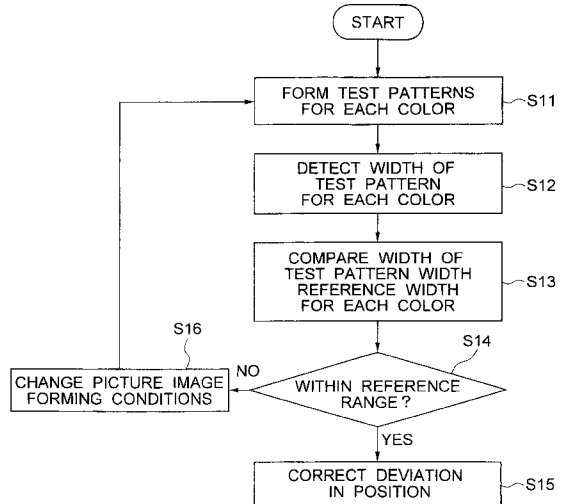 START
FORM TEST PATTERNS
FOR EACH COLOR
S11
DETECT WIDTH OF
TEST PATTERN
FOR EACH COLOR
S12
COMPARE WIDTH OF
TEST PATTERN WIDTH
REFERENCE WIDTH
FOR EACH COLOR
S13
S14
WITHIN REFERENCE
RANGE?
NO
S16
CHANGE PICTURE IMAGE
FORMING CONDITIONS
YES
CORRECT DEVIATION
IN POSITION
S15